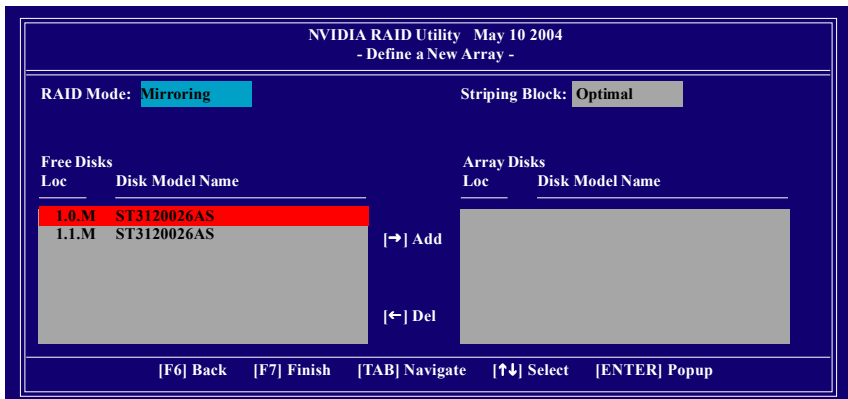 NVIDIA RAID Utility May 10 2004
- Define a New Array -
RAID Mode: Mirroring Striping Block: Optimal
Free Disks Array Disks
Loc Disk Model Name Loc Disk Model Name
1.0.M ST3120026AS
1.1.M ST3120026AS
[→] Add
[←] Del
[F6] Back [F7] Finish [TAB] Navigate [↑↓] Select [ENTER] Popup